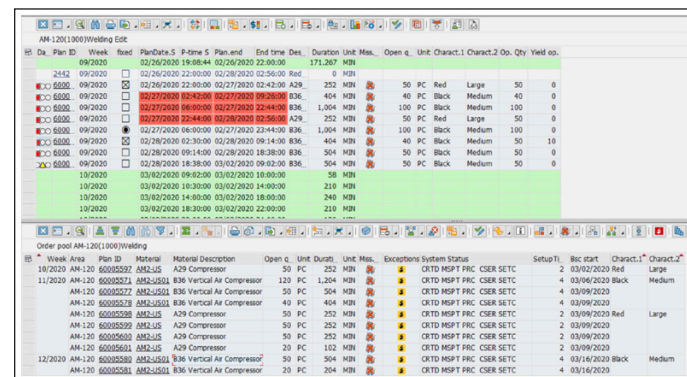 AM-120(1000)Welding Edit
Da_ Plan ID Week fixed PlanDate.S P-time S Plan.end End time Des_ Duration Unit Mss._ Open q_ Unit Charact.1 Charact.2 Op. Qty Yield op.
09/2020 02/26/2020 19:08:44 02/26/2020 22:00:00 171.267 MIN
2442 09/2020 02/26/2020 22:00:00 02/28/2020 02:56:00 Red 0 MIN
6000_ 09/2020 02/26/2020 22:00:00 02/27/2020 02:42:00 A29_ 252 MIN 50 PC Red Large 50 0
6000_ 09/2020 02/27/2020 02:42:00 02/27/2020 09:26:00 B36_ 404 MIN 40 PC Black Medium 40 0
6000_ 09/2020 02/27/2020 06:00:00 02/27/2020 22:44:00 B36_ 1,004 MIN 100 PC Black Medium 100 0
6000_ 09/2020 02/27/2020 22:44:00 02/28/2020 02:56:00 A29_ 252 MIN 50 PC Red Large 50 0
6000_ 09/2020 02/27/2020 06:00:00 02/27/2020 23:44:00 B36_ 1,004 MIN 100 PC Black Medium 100 0
6000_ 09/2020 02/28/2020 02:30:00 02/28/2020 09:14:00 B36_ 404 MIN 40 PC Black Medium 50 10
6000_ 09/2020 02/28/2020 09:14:00 02/28/2020 18:38:00 B36_ 504 MIN 50 PC Black Medium 50 0
6000_ 09/2020 02/28/2020 18:38:00 03/02/2020 09:02:00 B36_ 504 MIN 50 PC Black Medium 50 0
10/2020 03/02/2020 09:02:00 03/02/2020 10:00:00 58 MIN
10/2020 03/02/2020 10:30:00 03/02/2020 14:00:00 210 MIN
10/2020 03/02/2020 14:00:00 03/02/2020 18:00:00 240 MIN
10/2020 03/02/2020 18:30:00 03/02/2020 22:00:00 210 MIN
Order pool AM-120(1000)Welding
Week Area Plan ID Material Material Description Open q_ Unit Durati_ Unit Mss._ Exceptions System Status SetupTi_ Bsc start Charact.1 Charact.2
10/2020 AM-120 60005597 AM2-US A29 Compressor 50 PC 252 MIN CRTD MSPT PRC CSER SETC 2 03/02/2020 Red Large
11/2020 AM-120 60005571 AM2-US01 B36 Vertical Air Compressor 120 PC 1,204 MIN CRTD MSPT PRC CSER SETC 4 03/06/2020 Black Medium
AM-120 60005577 AM2-US01 B36 Vertical Air Compressor 50 PC 504 MIN CRTD MSPT PRC CSER SETC 4 03/09/2020
AM-120 60005578 AM2-US01 B36 Vertical Air Compressor 40 PC 404 MIN CRTD MSPT PRC CSER SETC 4 03/09/2020
AM-120 60005598 AM2-US A29 Compressor 50 PC 252 MIN CRTD MSPT PRC CSER SETC 2 03/09/2020 Red Large
AM-120 60005599 AM2-US A29 Compressor 50 PC 252 MIN CRTD MSPT PRC CSER SETC 2 03/09/2020
AM-120 60005600 AM2-US A29 Compressor 50 PC 252 MIN CRTD MSPT PRC CSER SETC 2 03/09/2020
AM-120 60005601 AM2-US A29 Compressor 20 PC 102 MIN CRTD MSPT PRC CSER SETC 2 03/09/2020
12/2020 AM-120 60005580 AM2-US01 B36 Vertical Air Compressor 50 PC 504 MIN CRTD MSPT PRC CSER SETC 4 03/16/2020 Black Medium
AM-120 60005581 AM2-US01 B36 Vertical Air Compressor 20 PC 204 MIN CRTD MSPT PRC CSER SETC 4 03/16/2020